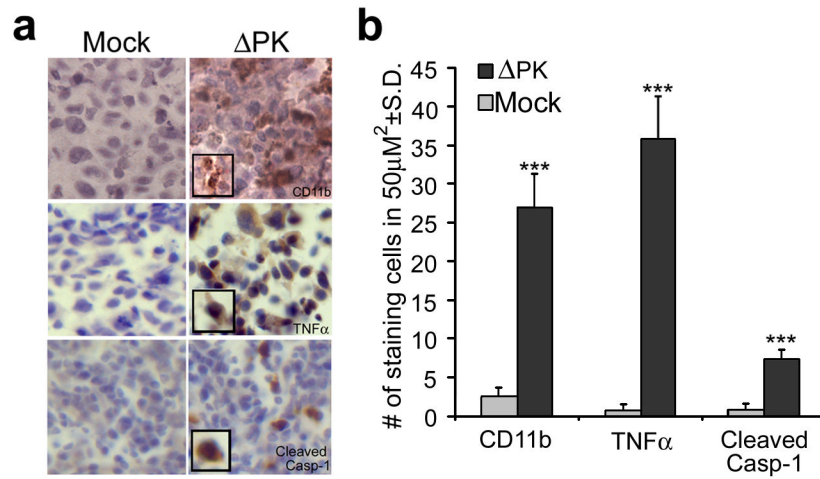 a
Mock ΔPK
CD11b
TNFα
Cleaved
Casp-1
b
# of staining cells in 50µM²±S.D.
45
40
35
30
25
20
15
10
5
0
ΔPK
Mock
***
***
***
CD11b
TNFα
Cleaved
Casp-1